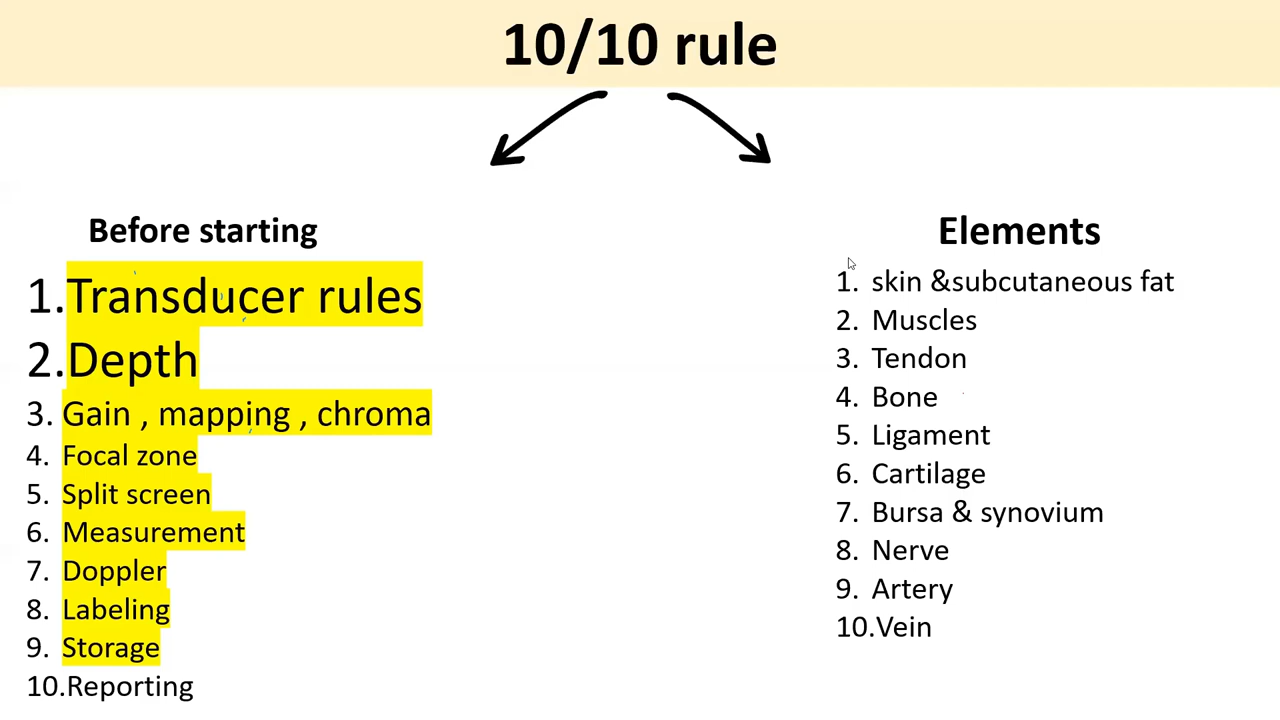 10/10 rule
Before starting
1.Transducer rules
2.Depth
3. Gain , mapping , chroma
4. Focal zone
5. Split screen
6. Measurement
7. Doppler
8. Labeling
9. Storage
10.Reporting
Elements
1. skin &subcutaneous fat
2. Muscles
3. Tendon
4. Bone
5. Ligament
6. Cartilage
7. Bursa & synovium
8. Nerve
9. Artery
10.Vein